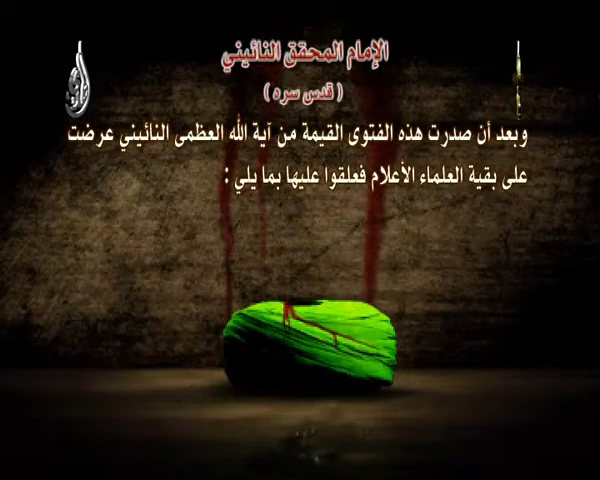 الإمام المحقق النائيني
( قدس سره )
وبعد أن صدرت هذه الفتوى القيمة من آية الله العظمى النائيني عرضت
على بقية العلماء الأعلام فعلقوا عليها بما يلي :